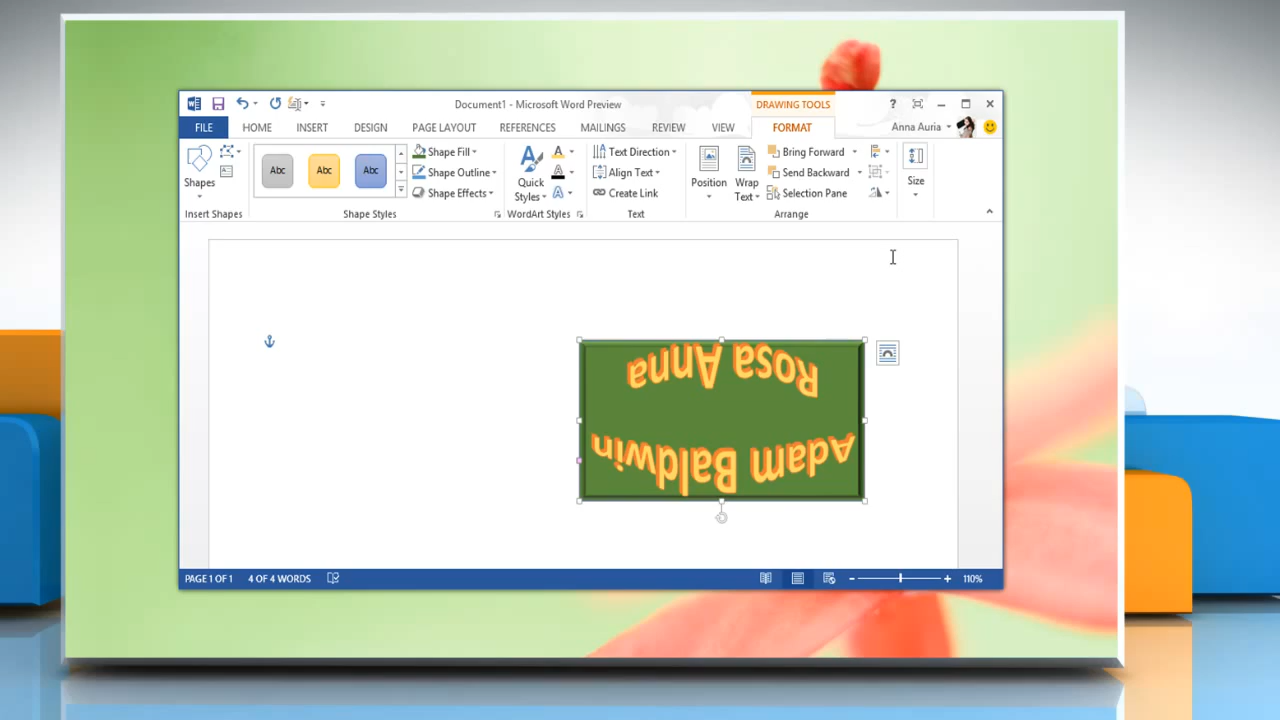 Document1 - Microsoft Word Preview
DRAWING TOOLS
?
FILE
HOME
INSERT
DESIGN
PAGE LAYOUT
REFERENCES
MAILINGS
REVIEW
VIEW
FORMAT
Anna Auria
Shapes
Insert Shapes
Abc
Abc
Abc
Shape Fill
Shape Outline
Shape Effects
Shape Styles
Quick
Styles
A
A
A
WordArt Styles
Text Direction
Align Text
Create Link
Text
Position
Wrap
Text
Bring Forward
Send Backward
Selection Pane
Arrange
Size
Adam Baldwin
Rosa Anna
PAGE 1 OF 1
4 OF 4 WORDS
110%